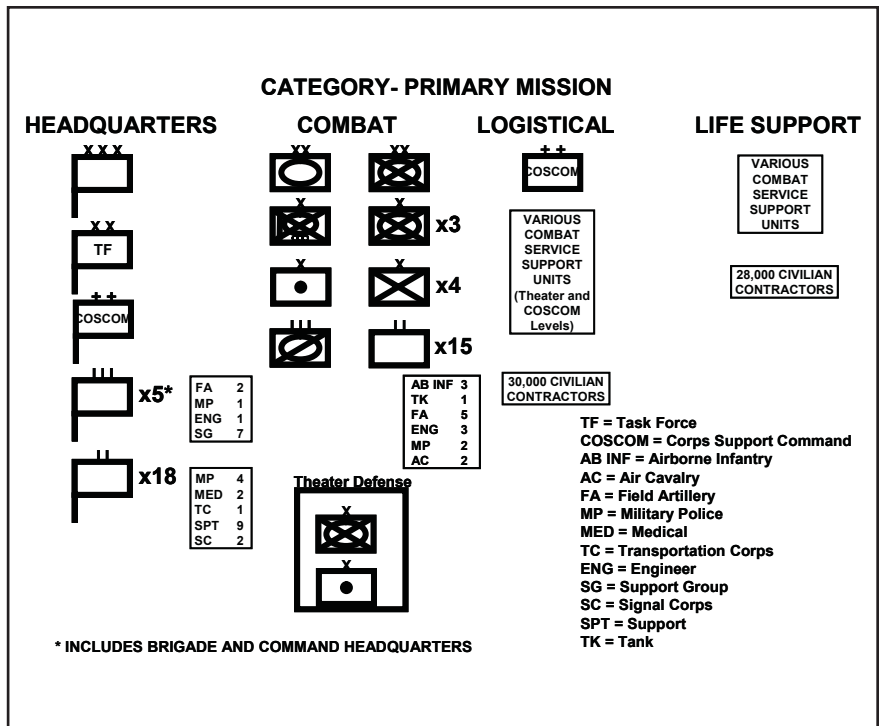 CATEGORY- PRIMARY MISSION
HEADQUARTERS
COMBAT
LOGISTICAL
LIFE SUPPORT
X X X
X X
TF
+ +
COSCOM
III
x5*
FA 2
MP 1
ENG 1
SG 7
II
x18
MP 4
MED 2
TC 1
SPT 9
SC 2
XX
XX
X
X
x3
X
X
x4
III
II
x15
AB INF 3
TK 1
FA 5
ENG 3
MP 2
AC 2
Theater Defense
X
X
+ +
COSCOM
VARIOUS
COMBAT
SERVICE
SUPPORT
UNITS
(Theater and
COSCOM
Levels)
30,000 CIVILIAN
CONTRACTORS
VARIOUS
COMBAT
SERVICE
SUPPORT
UNITS
28,000 CIVILIAN
CONTRACTORS
TF = Task Force
COSCOM = Corps Support Command
AB INF = Airborne Infantry
AC = Air Cavalry
FA = Field Artillery
MP = Military Police
MED = Medical
TC = Transportation Corps
ENG = Engineer
SG = Support Group
SC = Signal Corps
SPT = Support
TK = Tank
* INCLUDES BRIGADE AND COMMAND HEADQUARTERS